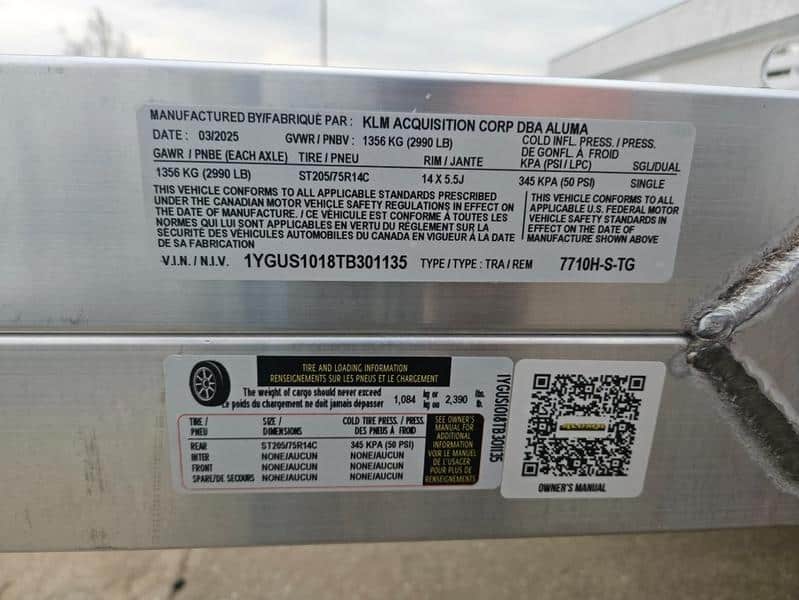 MANUFACTURED BY/FABRIQUÉ PAR : KLM ACQUISITION CORP DBA ALUMA
DATE : 03/2025 GVWR / PNBV : 1356 KG (2990 LB) COLD INFL. PRESS. / PRESS. DE GONFL. À FROID
GAWR / PNBE (EACH AXLE) TIRE / PNEU RIM / JANTE KPA (PSI / LPC) SGL/DUAL
1356 KG (2990 LB) ST205/75R14C 14 X 5.5J 345 KPA (50 PSI) SINGLE
THIS VEHICLE CONFORMS TO ALL APPLICABLE STANDARDS PRESCRIBED
UNDER THE CANADIAN MOTOR VEHICLE SAFETY REGULATIONS IN EFFECT ON
THE DATE OF MANUFACTURE. / CE VÉHICULE EST CONFORME À TOUTES LES
NORMES QUI LUI SONT APPLICABLES EN VERTU DU RÈGLEMENT SUR LA
SÉCURITÉ DES VÉHICULES AUTOMOBILES DU CANADA EN VIGUEUR À LA DATE
DE SA FABRICATION
THIS VEHICLE CONFORMS TO ALL
APPLICABLE U.S. FEDERAL MOTOR
VEHICLE SAFETY STANDARDS IN
EFFECT ON THE DATE OF
MANUFACTURE SHOWN ABOVE
V.I.N. / N.I.V. 1YGUS1018TB301135 TYPE / TYPE : TRA / REM 7710H-S-TG
TIRE AND LOADING INFORMATION
RENSEIGNEMENTS SUR LES PNEUS ET LE CHARGEMENT
The weight of cargo should never exceed
Le poids du chargement ne doit jamais dépasser 1,084 kg or kg ou 2,390 lbs. lb.
TIRE / PNEU SIZE / DIMENSIONS COLD TIRE PRESS. / PRESS. DES PNEUS À FROID
REAR ST205/75R14C 345 KPA (50 PSI)
INTER NONE/AUCUN NONE/AUCUN
FRONT NONE/AUCUN NONE/AUCUN
SPARE/DE SECOURS NONE/AUCUN NONE/AUCUN
SEE OWNER'S
MANUAL FOR
ADDITIONAL
INFORMATION
VOIR LE MANUEL
DE L'USAGER
POUR PLUS DE
RENSEIGNEMENTS
1YGUS1018TB301135
OWNER'S MANUAL